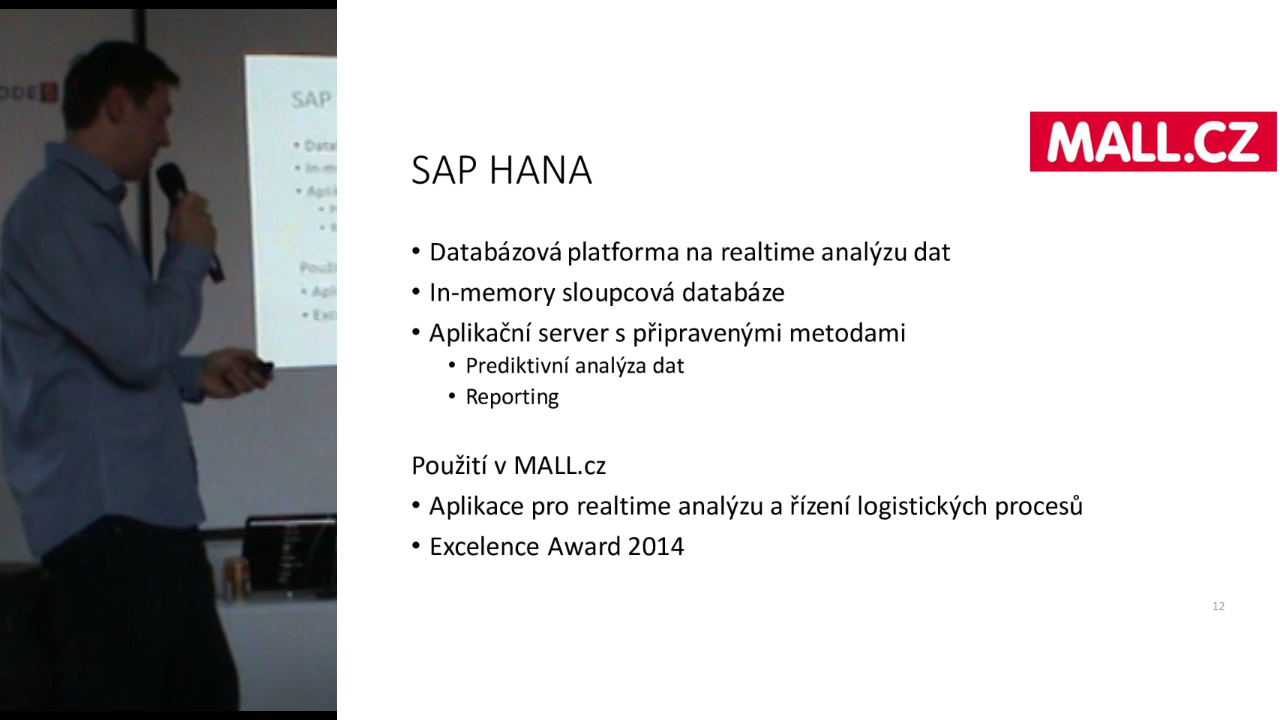 SAP HANA
MALL.CZ
• Databázová platforma na realtime analýzu dat
• In-memory sloupcová databáze
• Aplikační server s připravenými metodami
• Prediktivní analýza dat
• Reporting
Použití v MALL.cz
• Aplikace pro realtime analýzu a řízení logistických procesů
• Excelence Award 2014
12
SAP